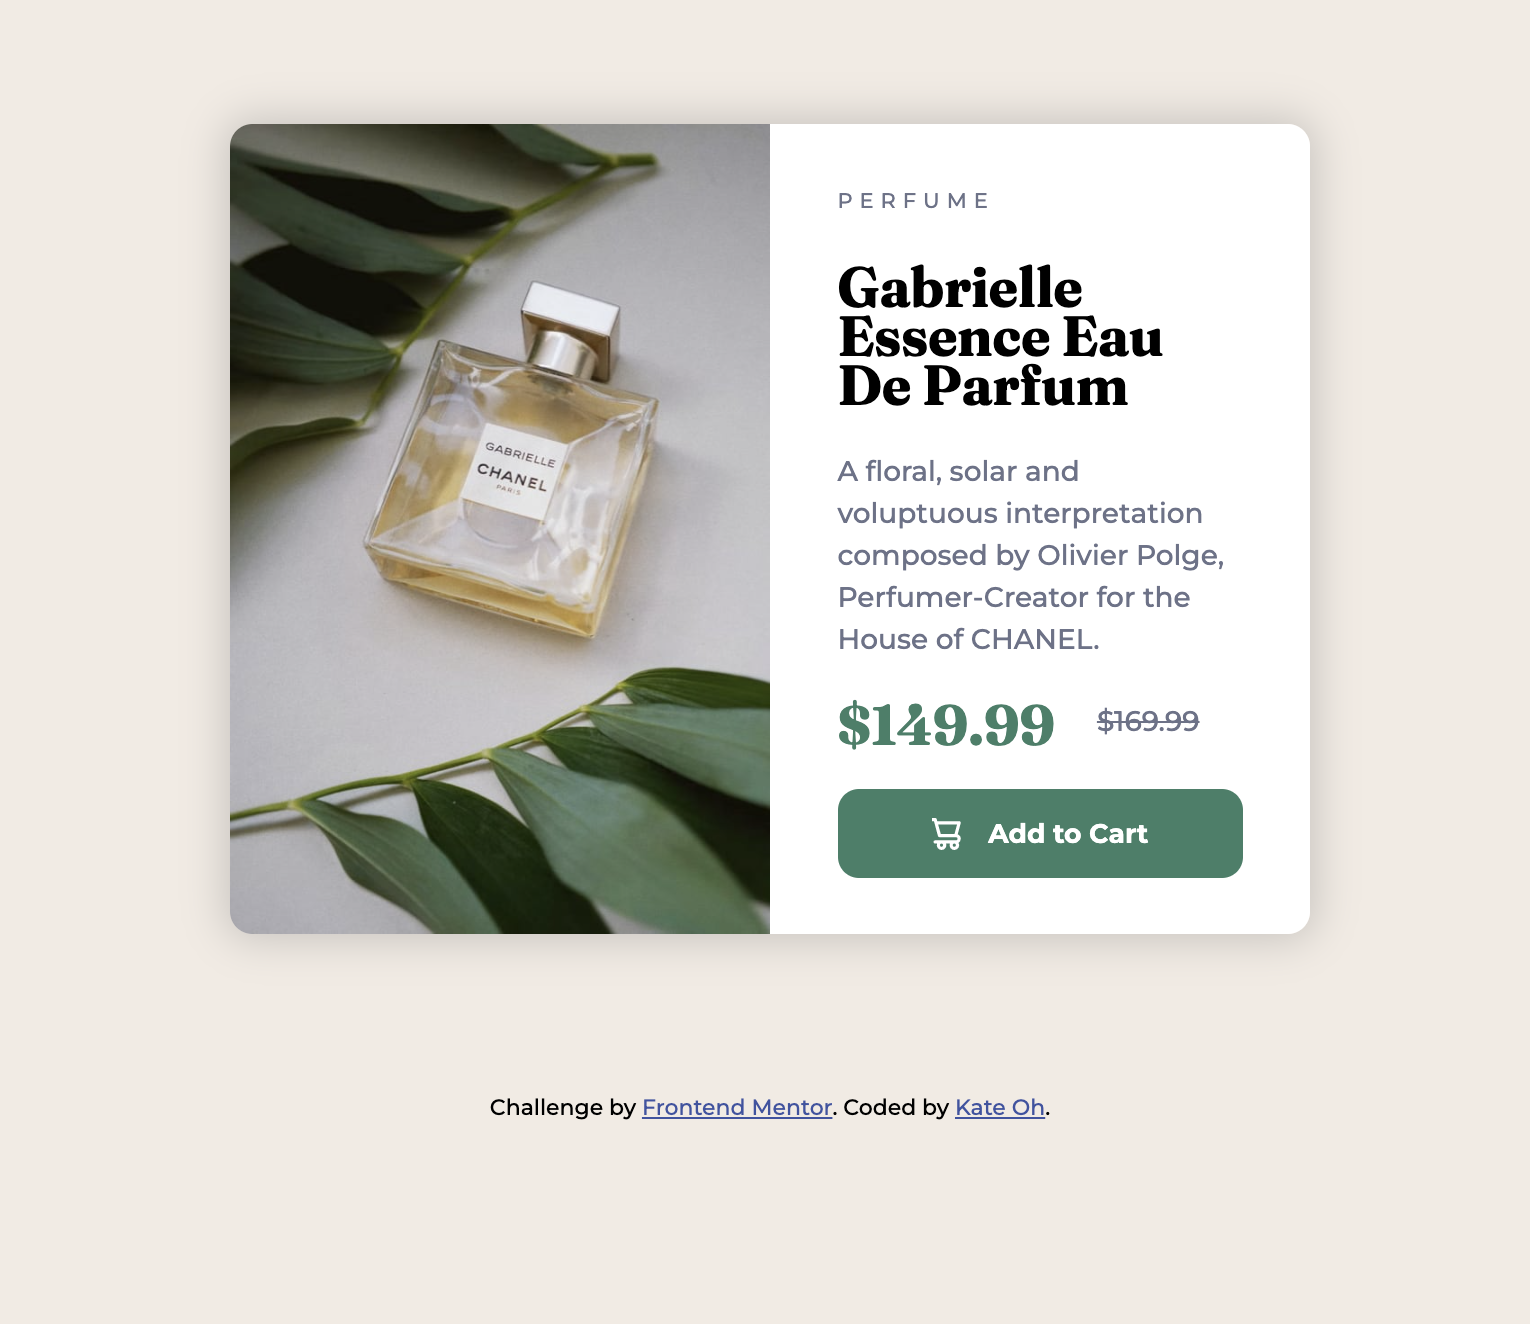 GABRIELLE
CHANEL
PARIS
PERFUME
Gabrielle
Essence Eau
De Parfum
A floral, solar and
voluptuous interpretation
composed by Olivier Polge,
Perfumer-Creator for the
House of CHANEL.
$149.99 $169.99
Add to Cart
Challenge by Frontend Mentor. Coded by Kate Oh.